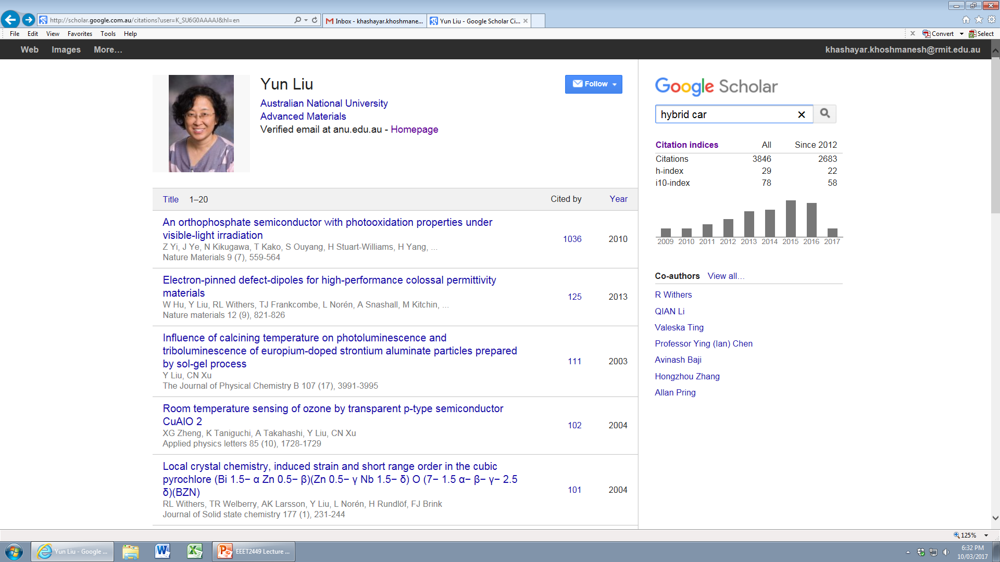 http://scholar.google.com.au/citations?user=K_SU6G0AAAAJ&hl=en
Inbox - khashayar.khoshmane...
Yun Liu - Google Scholar Ci...
File Edit View Favorites Tools Help
Convert Select
Web Images More...
khashayar.khoshmanesh@rmit.edu.au
Yun Liu
Australian National University
Advanced Materials
Verified email at anu.edu.au - Homepage
Follow
Title 1–20 Cited by Year
An orthophosphate semiconductor with photooxidation properties under
visible-light irradiation
Z Yi, J Ye, N Kikugawa, T Kako, S Ouyang, H Stuart-Williams, H Yang, ...
Nature Materials 9 (7), 559-564
1036 2010
Electron-pinned defect-dipoles for high-performance colossal permittivity
materials
W Hu, Y Liu, RL Withers, TJ Frankcombe, L Norén, A Snashall, M Kitchin, ...
Nature materials 12 (9), 821-826
125 2013
Influence of calcining temperature on photoluminescence and
triboluminescence of europium-doped strontium aluminate particles prepared
by sol-gel process
Y Liu, CN Xu
The Journal of Physical Chemistry B 107 (17), 3991-3995
111 2003
Room temperature sensing of ozone by transparent p-type semiconductor
CuAlO 2
XG Zheng, K Taniguchi, A Takahashi, Y Liu, CN Xu
Applied physics letters 85 (10), 1728-1729
102 2004
Local crystal chemistry, induced strain and short range order in the cubic
pyrochlore (Bi 1.5− α Zn 0.5− β)(Zn 0.5− γ Nb 1.5− δ) O (7− 1.5 α− β− γ− 2.5
δ)(BZN)
RL Withers, TR Welberry, AK Larsson, Y Liu, L Norén, H Rundlöf, FJ Brink
Journal of Solid state chemistry 177 (1), 231-244
101 2004
Google Scholar
hybrid car
Citation indices All Since 2012
Citations 3846 2683
h-index 29 22
i10-index 78 58
2009 2010 2011 2012 2013 2014 2015 2016 2017
Co-authors View all...
R Withers
QIAN Li
Valeska Ting
Professor Ying (Ian) Chen
Avinash Baji
Hongzhou Zhang
Allan Pring
125%
Yun Liu - Google ...
EEET2449 Lecture ...
6:32 PM
10/03/2017